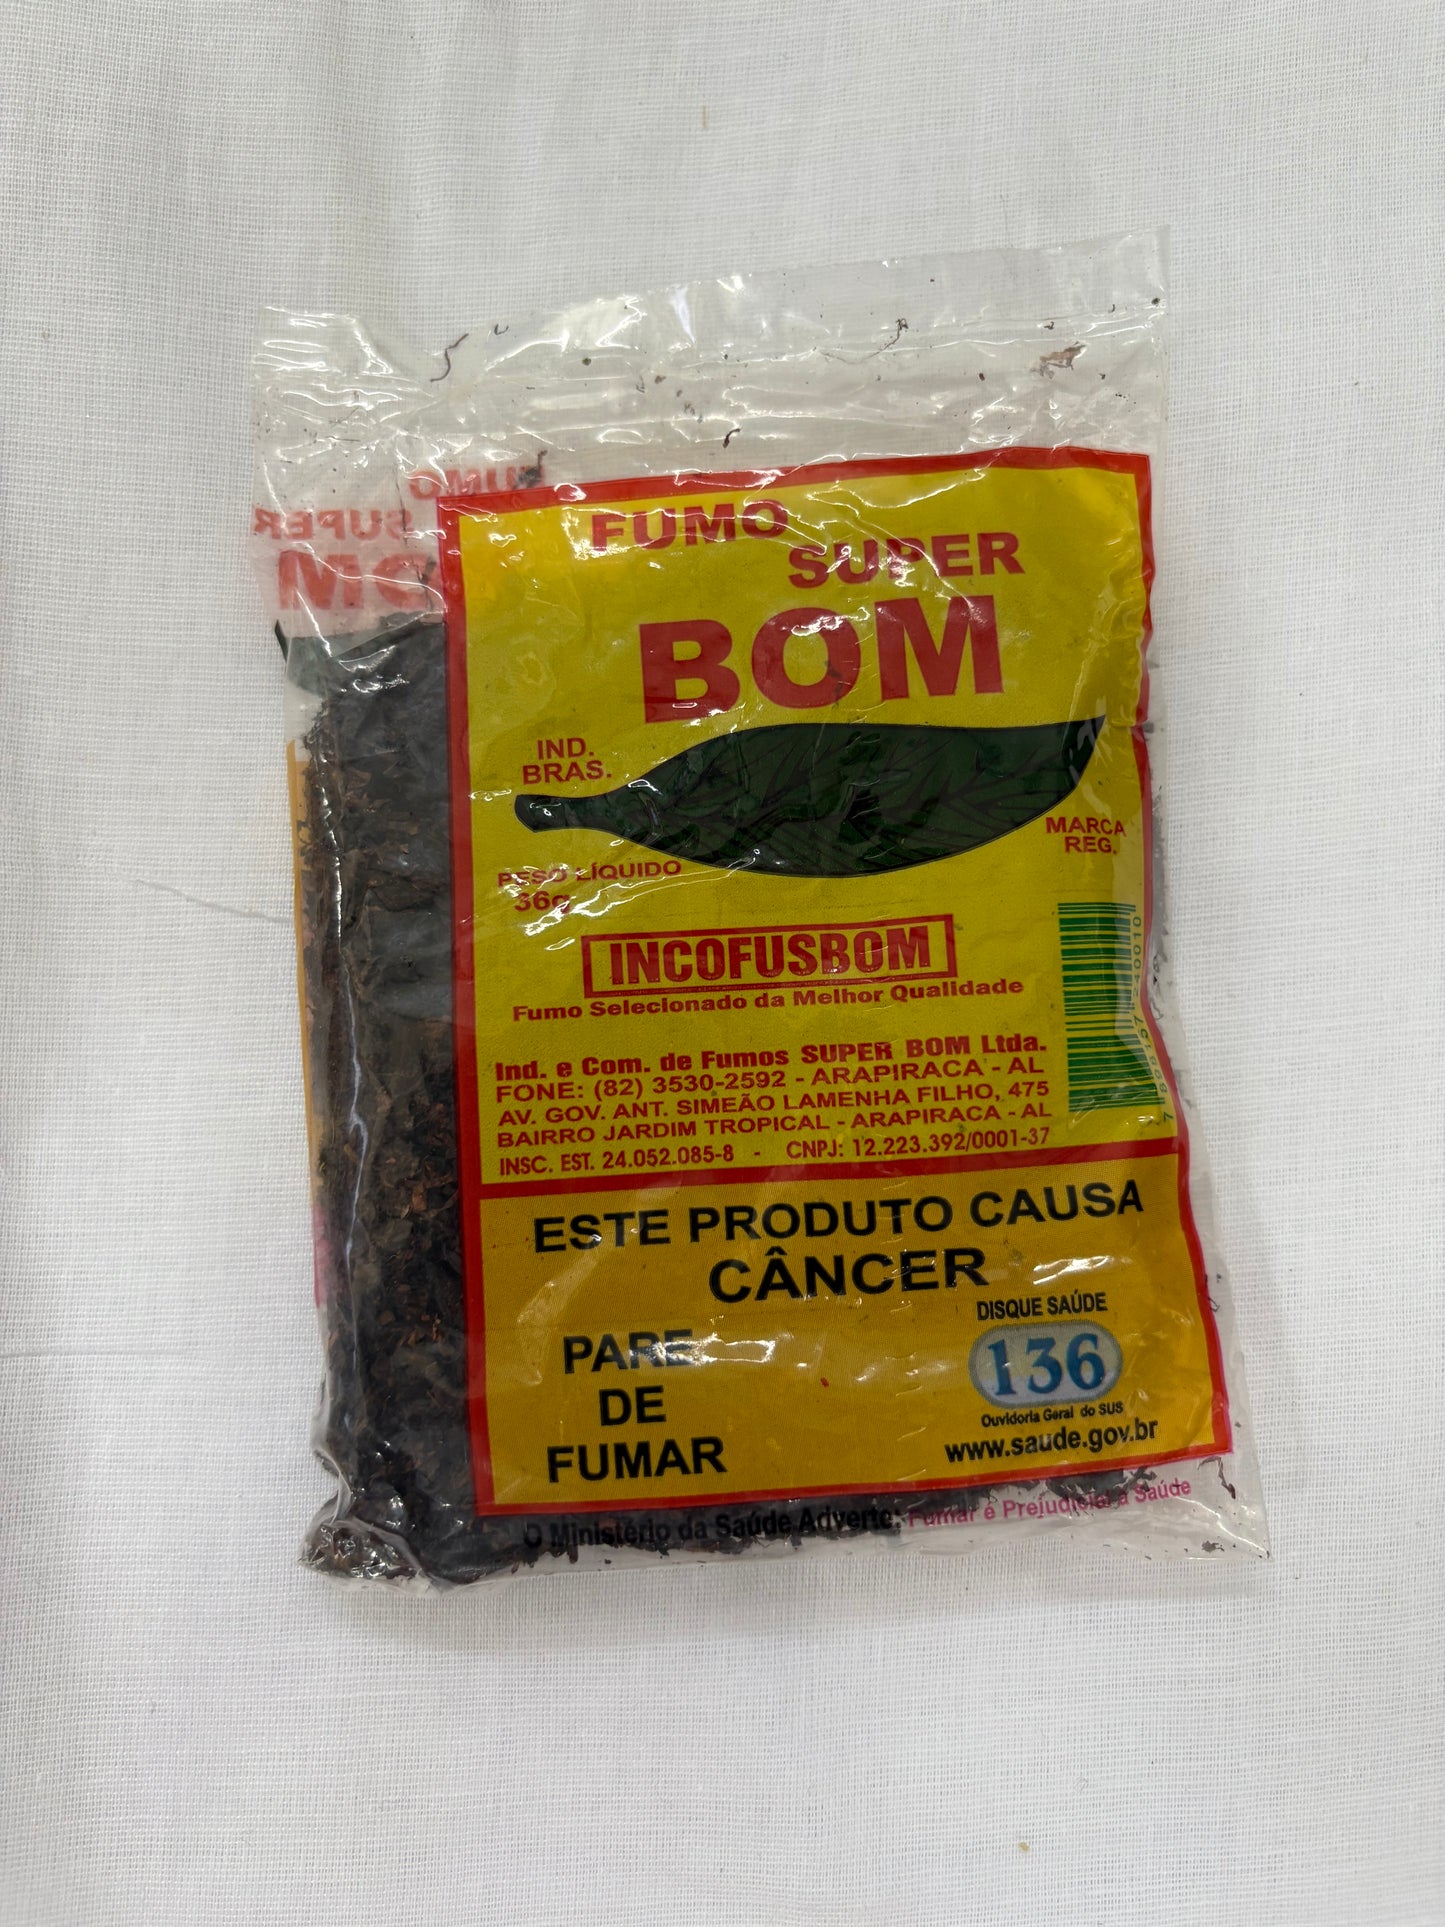 FUMO
SUPER
BOM
FUMO
SUPER
BOM
IND.
BRAS.
MARCA
REG.
PESO LÍQUIDO
36g
INCOFUSBOM
Fumo Selecionado da Melhor Qualidade
Ind. e Com. de Fumos SUPER BOM Ltda.
FONE: (82) 3530-2592 - ARAPIRACA - AL
AV. GOV. ANT. SIMEÃO LAMENHA FILHO, 475
BAIRRO JARDIM TROPICAL - ARAPIRACA - AL
INSC. EST. 24.052.085-8 - CNPJ: 12.223.392/0001-37
ESTE PRODUTO CAUSA
CÂNCER
PARE
DE
FUMAR
DISQUE SAÚDE
136
Ouvidoria Geral do SUS
www.saude.gov.br
O Ministério da Saúde Adverte: Fumar é Prejudicial à Saúde